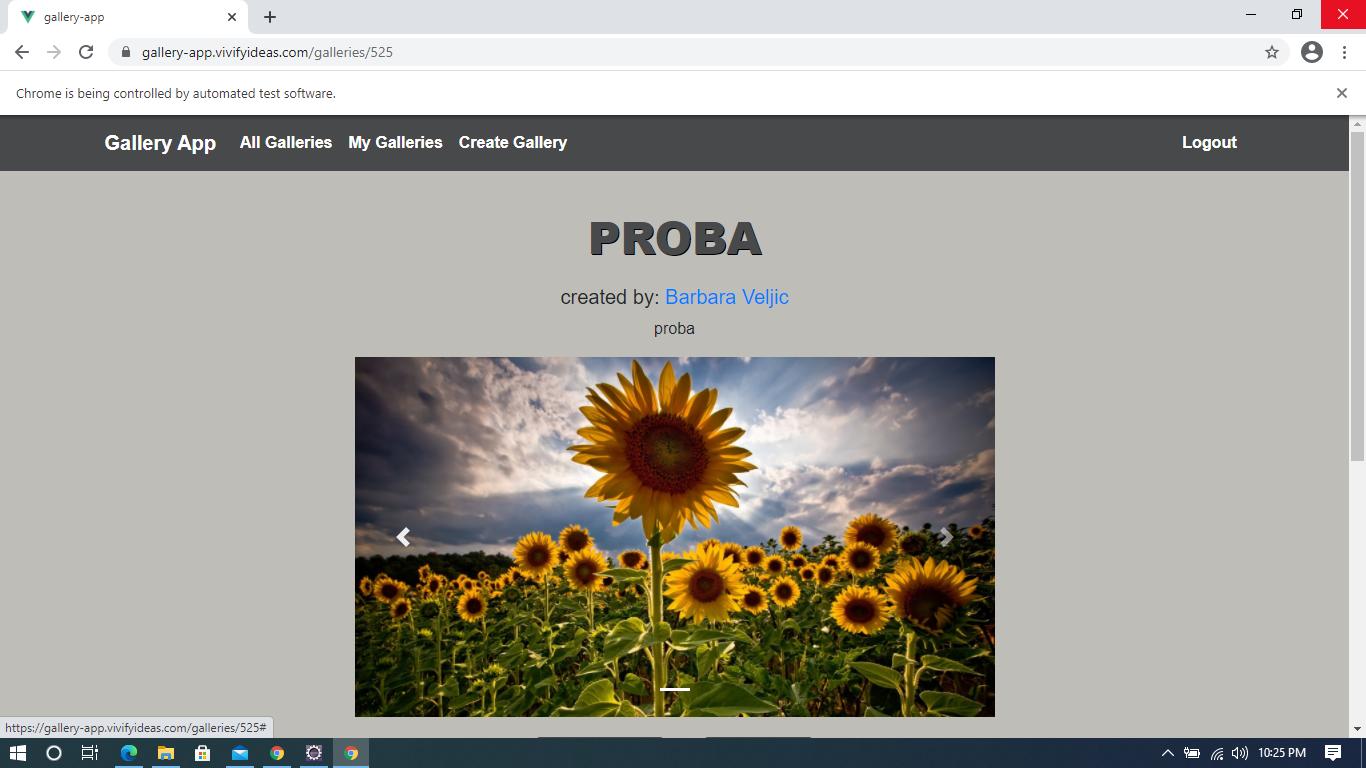 gallery-app
gallery-app.vivifyideas.com/galleries/525
Chrome is being controlled by automated test software.
Gallery App All Galleries My Galleries Create Gallery Logout
PROBA
created by: Barbara Veljic
proba
https://gallery-app.vivifyideas.com/galleries/525#
10:25 PM